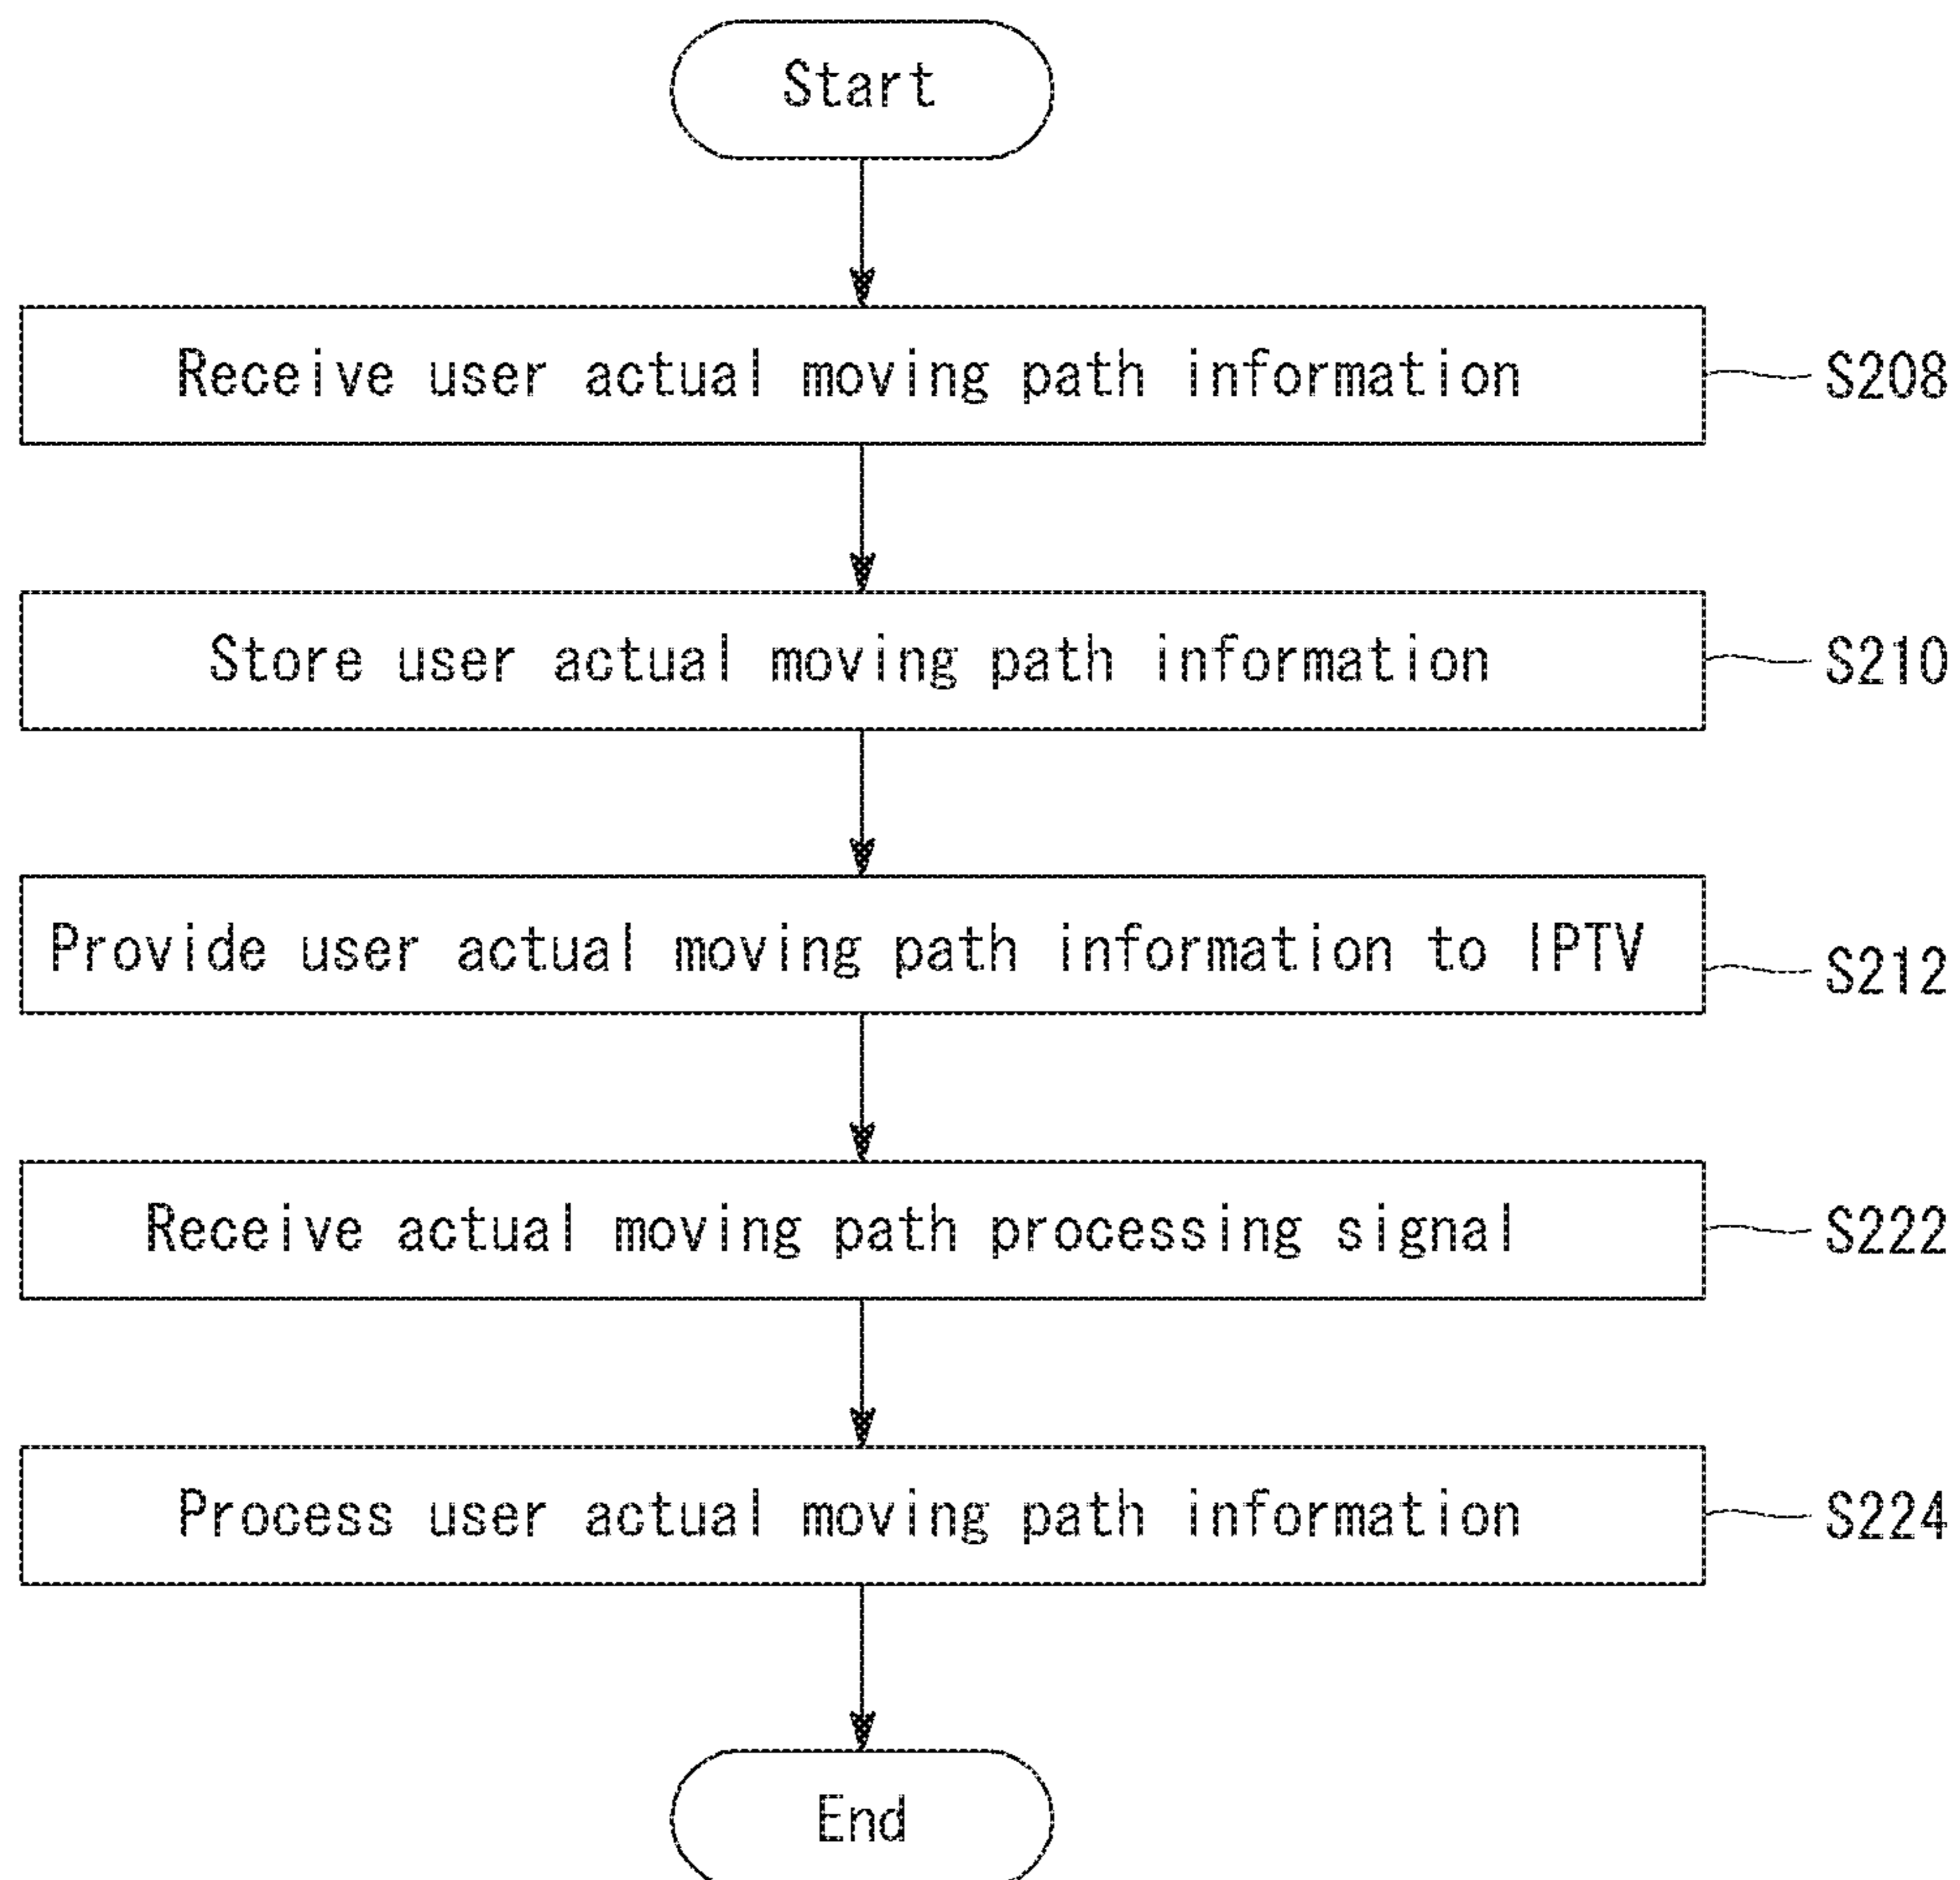 Start
Receive user actual moving path information
S208
Store user actual moving path information
S210
Provide user actual moving path information to IPTV
S212
Receive actual moving path processing signal
S222
Process user actual moving path information
S224
End